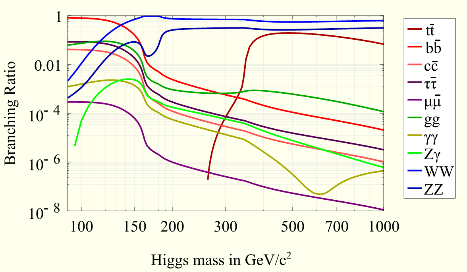 1
0.01
10⁻⁴
10⁻⁶
10⁻⁸
Branching Ratio
100 150 200 300 500 700 1000
Higgs mass in GeV/c²
tt̄
bb̄
cc̄
ττ̄
μμ̄
gg
γγ
Zγ
WW
ZZ